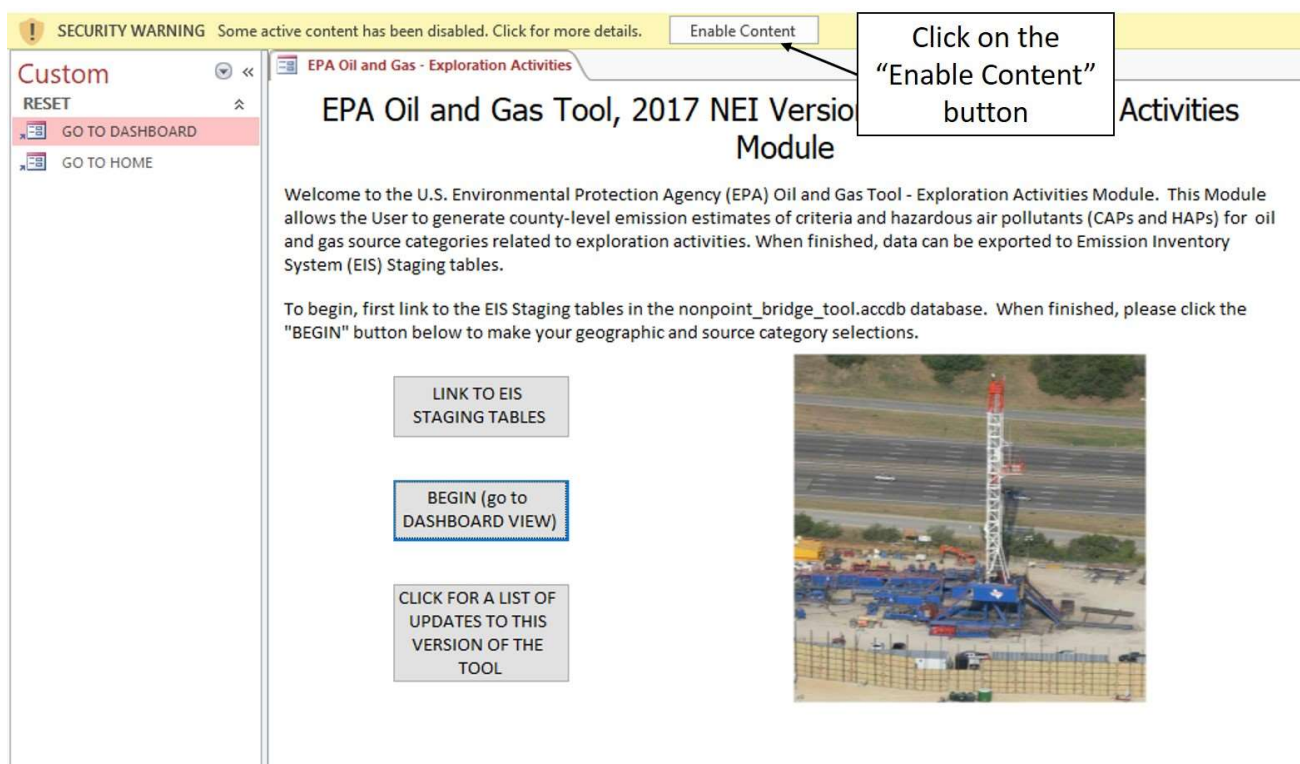 SECURITY WARNING Some active content has been disabled. Click for more details. Enable Content
Click on the
“Enable Content”
button
Custom
RESET
GO TO DASHBOARD
GO TO HOME
EPA Oil and Gas - Exploration Activities
EPA Oil and Gas Tool, 2017 NEI Versio Activities
Module
Welcome to the U.S. Environmental Protection Agency (EPA) Oil and Gas Tool - Exploration Activities Module. This Module
allows the User to generate county-level emission estimates of criteria and hazardous air pollutants (CAPs and HAPs) for oil
and gas source categories related to exploration activities. When finished, data can be exported to Emission Inventory
System (EIS) Staging tables.
To begin, first link to the EIS Staging tables in the nonpoint_bridge_tool.accdb database. When finished, please click the
"BEGIN" button below to make your geographic and source category selections.
LINK TO EIS
STAGING TABLES
BEGIN (go to
DASHBOARD VIEW)
CLICK FOR A LIST OF
UPDATES TO THIS
VERSION OF THE
TOOL